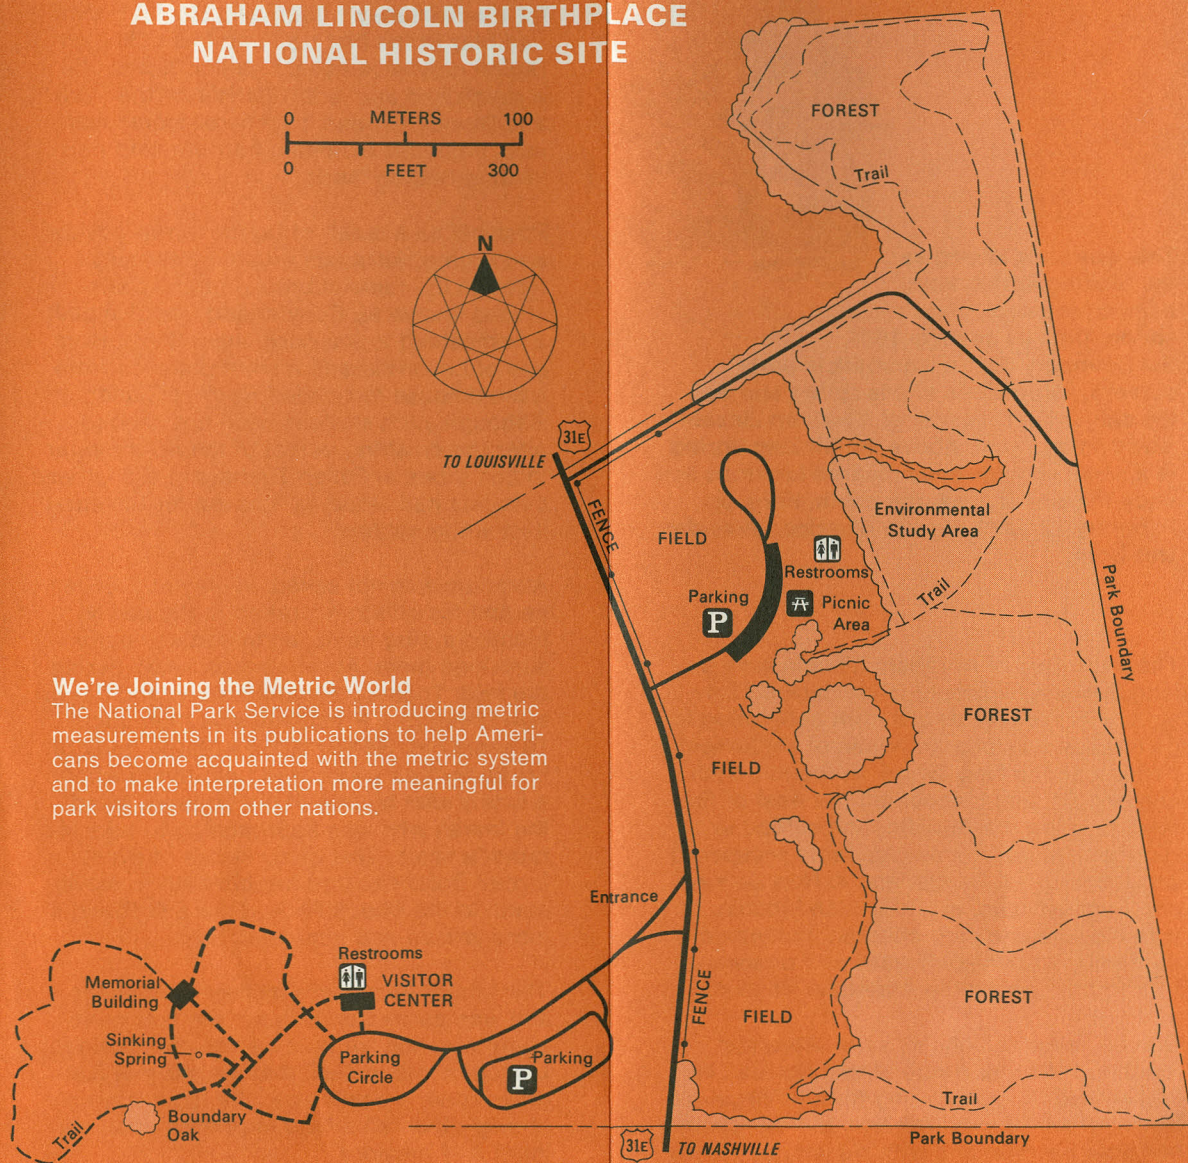 ABRAHAM LINCOLN BIRTHPLACE
NATIONAL HISTORIC SITE
0 METERS 100
0 FEET 300
N
FOREST
Trail
31E
TO LOUISVILLE
FENCE
FIELD
Environmental
Study Area
Restrooms
Parking
P
Picnic
Area
Trail
Park Boundary
We're Joining the Metric World
The National Park Service is introducing metric
measurements in its publications to help Ameri-
cans become acquainted with the metric system
and to make interpretation more meaningful for
park visitors from other nations.
FOREST
FIELD
Entrance
Restrooms
VISITOR
CENTER
Memorial
Building
Sinking
Spring
Parking
Circle
Parking
P
FENCE
FIELD
FOREST
Boundary
Oak
Trail
Trail
Park Boundary
31E
TO NASHVILLE